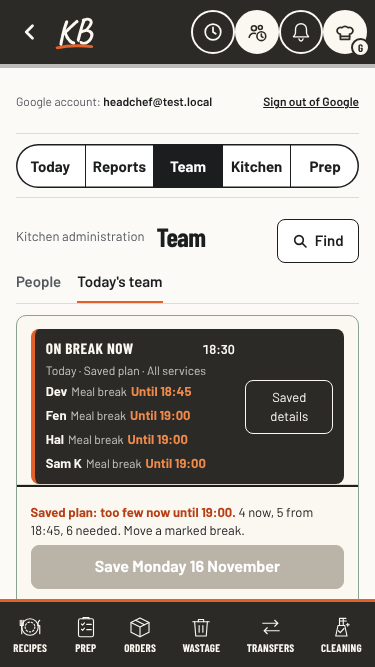 KB
G
Google account: headchef@test.local Sign out of Google
Today Reports Team Kitchen Prep
Kitchen administration Team Find
People Today's team
ON BREAK NOW 18:30
Today · Saved plan · All services
Dev Meal break Until 18:45
Fen Meal break Until 19:00
Hal Meal break Until 19:00
Sam K Meal break Until 19:00
Saved
details
Saved plan: too few now until 19:00. 4 now, 5 from
18:45, 6 needed. Move a marked break.
Save Monday 16 November
RECIPES PREP ORDERS WASTAGE TRANSFERS CLEANING